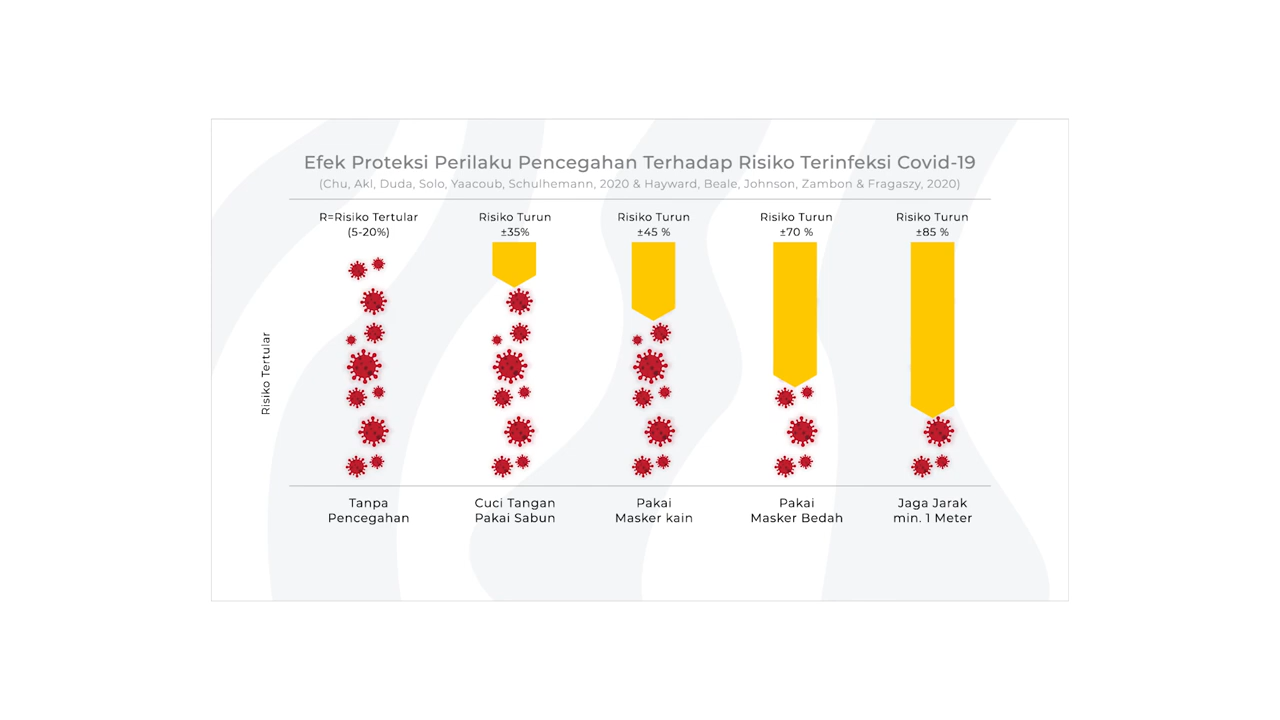 Efek Proteksi Perilaku Pencegahan Terhadap Risiko Terinfeksi Covid-19
(Chu, Akl, Duda, Solo, Yaacoub, Schulhemann, 2020 & Hayward, Beale, Johnson, Zambon & Fragaszy, 2020)
R=Risiko Tertular
(5-20%)
Risiko Turun
±35%
Risiko Turun
±45 %
Risiko Turun
±70 %
Risiko Turun
±85 %
Risiko Tertular
Tanpa
Pencegahan
Cuci Tangan
Pakai Sabun
Pakai
Masker kain
Pakai
Masker Bedah
Jaga Jarak
min. 1 Meter